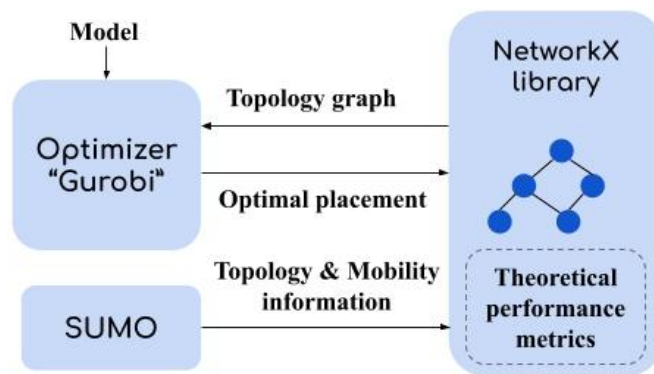 Model
Optimizer
"Gurobi"
Topology graph
Optimal placement
Topology & Mobility
information
SUMO
NetworkX
library
Theoretical
performance
metrics